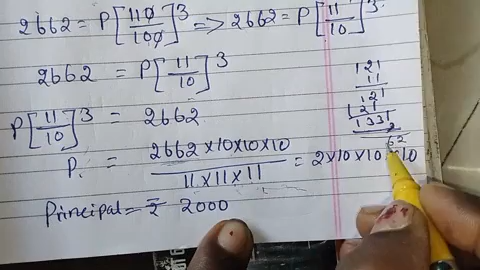 2662 = P[110/100]^3 => 2662 = P[11/10]^3
2662 = P[11/10]^3
P[11/10]^3 = 2662
P. = 2662×10×10×10 / 11×11×11 = 2×10×10×10
Principal = ₹ 2000
121
11
121
121
1331
2
62